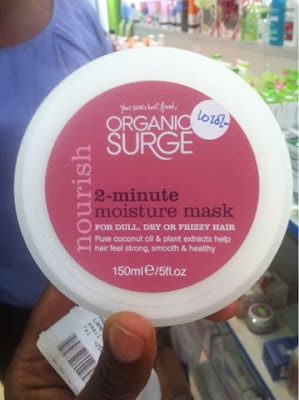 your skin's best friend.
ORGANIC
SURGE
nourish
2-minute
moisture mask
FOR DULL, DRY OR FRIZZY HAIR
Pure coconut oil & plant extracts help
hair feel strong, smooth & healthy
150ml e /5fl.oz